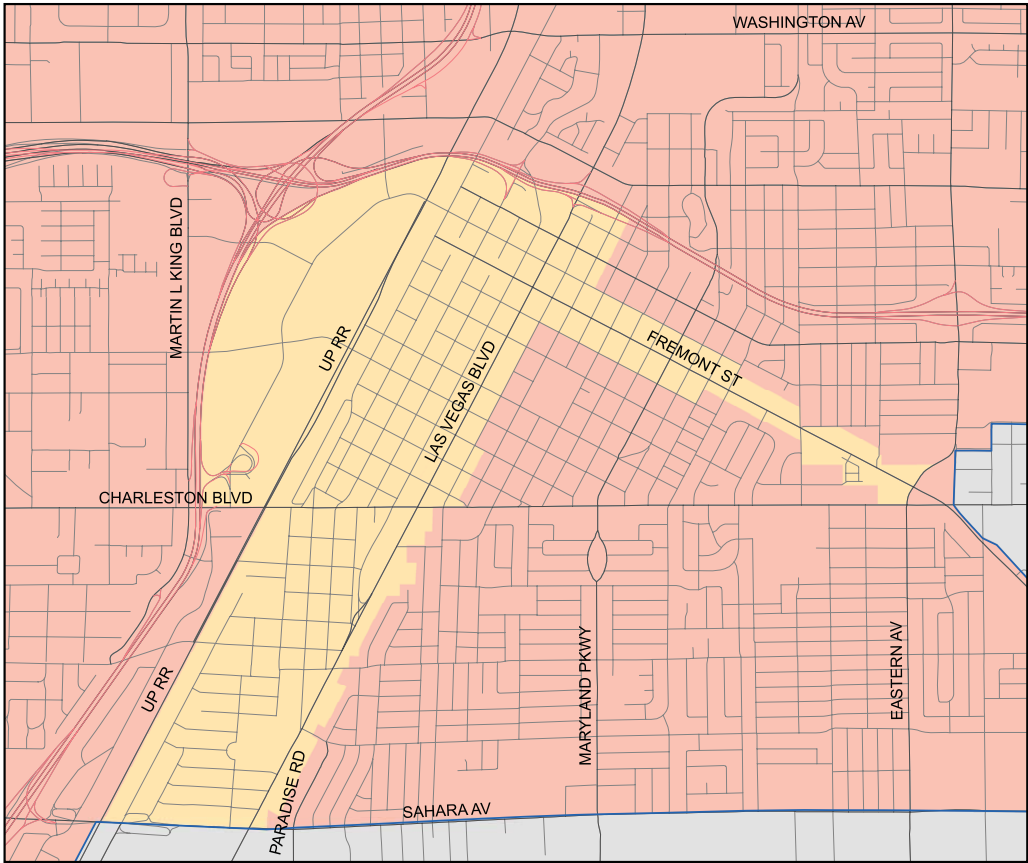 WASHINGTON AV
MARTIN L KING BLVD
UP RR
LAS VEGAS BLVD
FREMONT ST
CHARLESTON BLVD
UP RR
MARYLAND PKWY
EASTERN AV
PARADISE RD
SAHARA AV